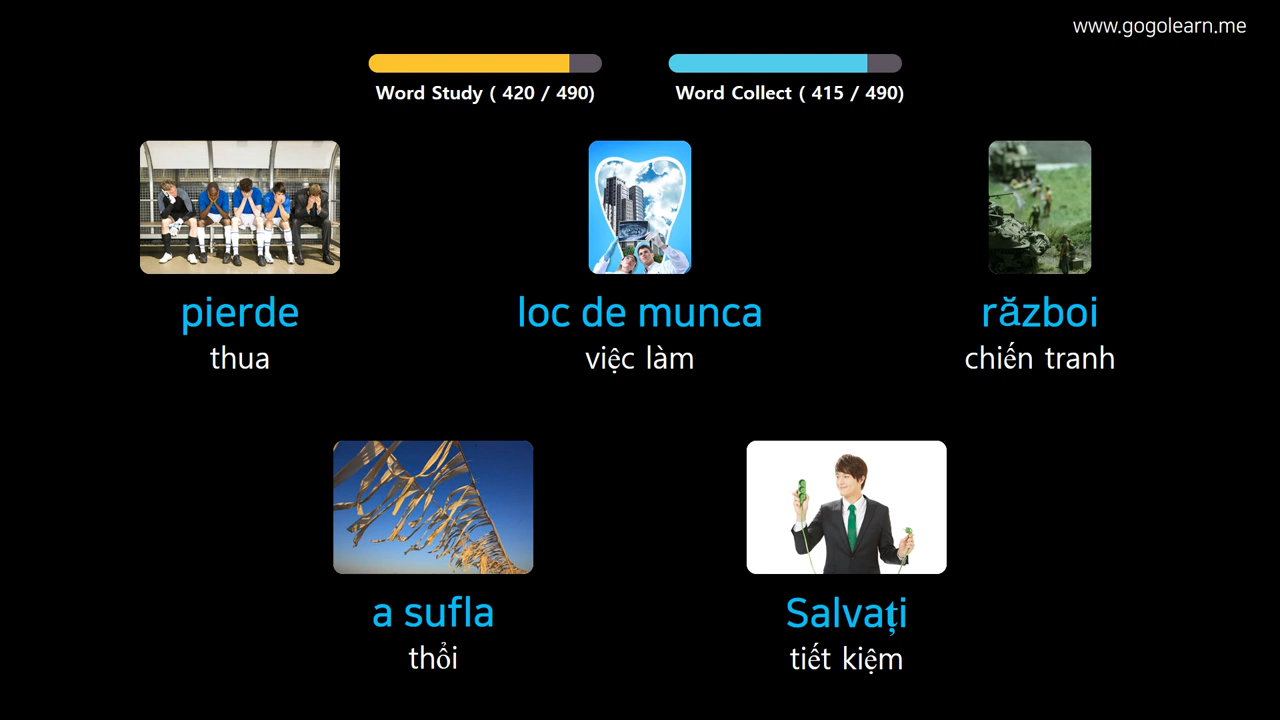 www.gogolearn.me
Word Study ( 420 / 490)
Word Collect ( 415 / 490)
pierde
thua
loc de munca
việc làm
război
chiến tranh
a sufla
thổi
Salvați
tiết kiệm